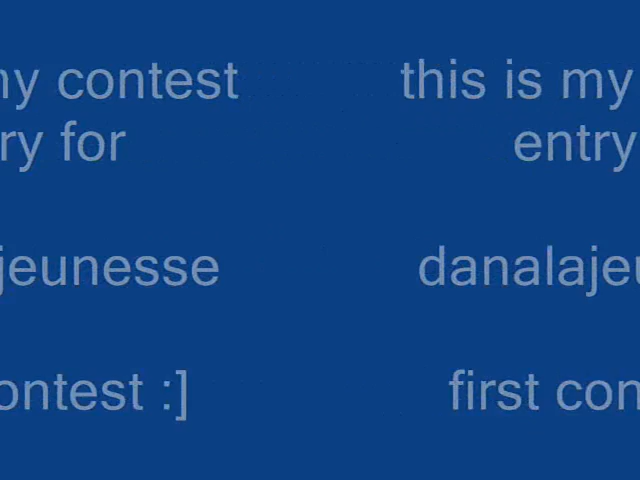 my contest this is my
ry for entry
jeunesse danalajeu
ontest :] first con